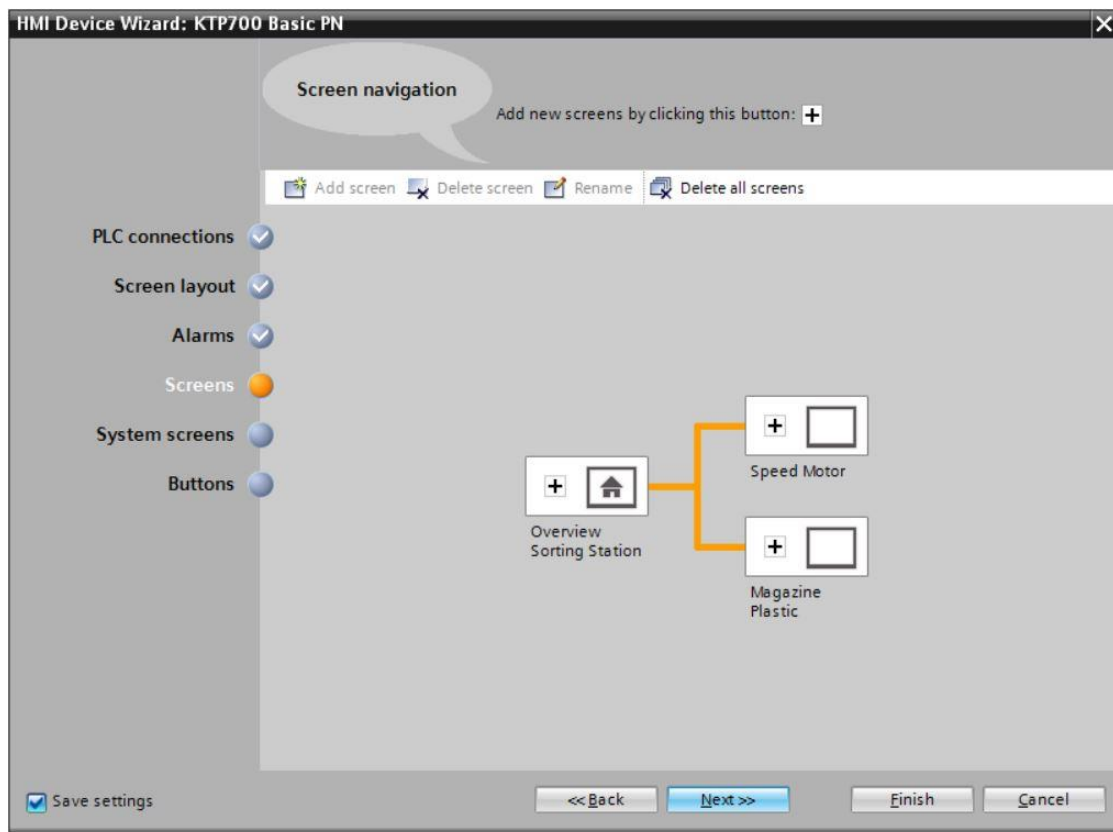 HMI Device Wizard: KTP700 Basic PN
Screen navigation
Add new screens by clicking this button:
Add screen Delete screen Rename Delete all screens
PLC connections
Screen layout
Alarms
Screens
System screens
Buttons
Speed Motor
Overview
Sorting Station
Magazine
Plastic
Save settings
<<Back Next>> Finish Cancel